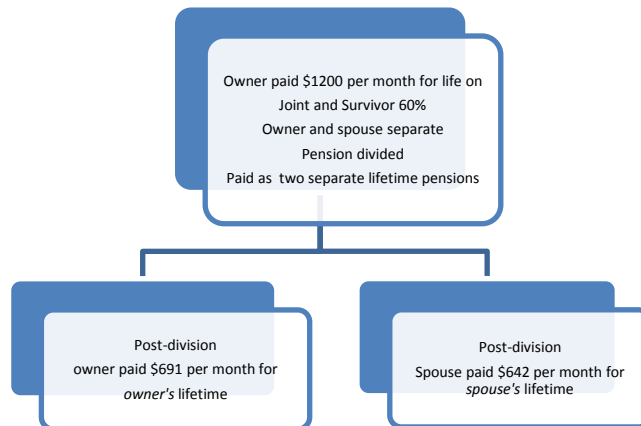 Owner paid $1200 per month for life on
Joint and Survivor 60%
Owner and spouse separate
Pension divided
Paid as two separate lifetime pensions
Post-division
owner paid $691 per month for
owner's lifetime
Post-division
Spouse paid $642 per month for
spouse's lifetime